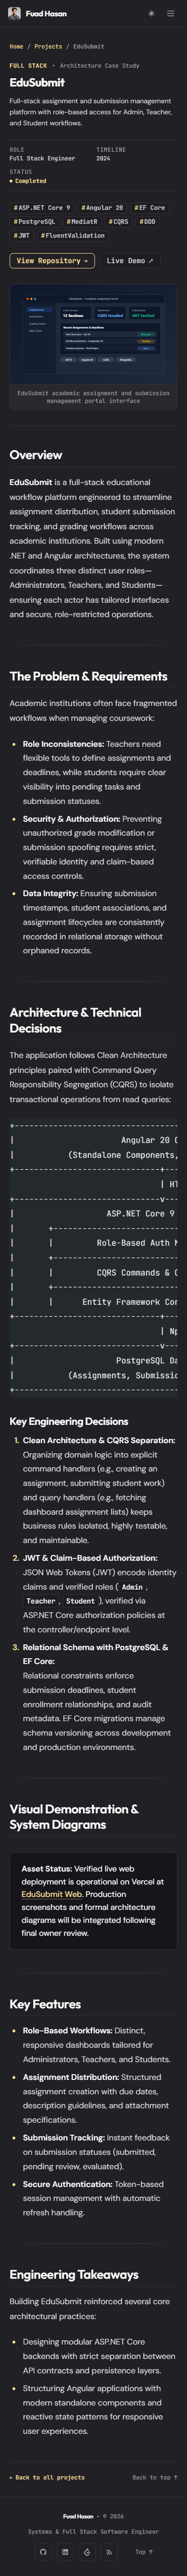 Fuad Hasan
Home / Projects / EduSubmit
FULL STACK • Architecture Case Study
EduSubmit
Full-stack assignment and submission management
platform with role-based access for Admin, Teacher,
and Student workflows.
ROLE
Full Stack Engineer
TIMELINE
2024
STATUS
Completed
#ASP.NET Core 9 #Angular 20 #EF Core
#PostgreSQL #MediatR #CQRS #DDD
#JWT #FluentValidation
View Repository →
Live Demo ↗
EduSubmit academic assignment and submission
management portal interface
Overview
EduSubmit is a full-stack educational
workflow platform engineered to streamline
assignment distribution, student submission
tracking, and grading workflows across
academic institutions. Built using modern
.NET and Angular architectures, the system
coordinates three distinct user roles—
Administrators, Teachers, and Students—
ensuring each actor has tailored interfaces
and secure, role-restricted operations.
The Problem & Requirements
Academic institutions often face fragmented
workflows when managing coursework:
Role Inconsistencies: Teachers need
flexible tools to define assignments and
deadlines, while students require clear
visibility into pending tasks and
submission statuses.
Security & Authorization: Preventing
unauthorized grade modification or
submission spoofing requires strict,
verifiable identity and claim-based
access controls.
Data Integrity: Ensuring submission
timestamps, student associations, and
assignment lifecycles are consistently
recorded in relational storage without
orphaned records.
Architecture & Technical
Decisions
The application follows Clean Architecture
principles paired with Command Query
Responsibility Segregation (CQRS) to isolate
transactional operations from read queries:
Angular 20 C
(Standalone Components,
| HT
ASP.NET Core 9
Role-Based Auth M
CQRS Commands & Q
Entity Framework Cor
| Np
PostgreSQL Da
(Assignments, Submissio
Key Engineering Decisions
1. Clean Architecture & CQRS Separation:
Organizing domain logic into explicit
command handlers (e.g., creating an
assignment, submitting student work)
and query handlers (e.g., fetching
dashboard assignment lists) keeps
business rules isolated, highly testable,
and maintainable.
2. JWT & Claim-Based Authorization:
JSON Web Tokens (JWT) encode identity
claims and verified roles ( Admin ,
Teacher , Student ), verified via
ASP.NET Core authorization policies at
the controller/endpoint level.
3. Relational Schema with PostgreSQL &
EF Core:
Relational constraints enforce
submission deadlines, student
enrollment relationships, and audit
metadata. EF Core migrations manage
schema versioning across development
and production environments.
Visual Demonstration &
System Diagrams
Asset Status: Verified live web
deployment is operational on Vercel at
EduSubmit Web. Production
screenshots and formal architecture
diagrams will be integrated following
final owner review.
Key Features
Role-Based Workflows: Distinct,
responsive dashboards tailored for
Administrators, Teachers, and Students.
Assignment Distribution: Structured
assignment creation with due dates,
description guidelines, and attachment
specifications.
Submission Tracking: Instant feedback
on submission statuses (submitted,
pending review, evaluated).
Secure Authentication: Token-based
session management with automatic
refresh handling.
Engineering Takeaways
Building EduSubmit reinforced several core
architectural practices:
Designing modular ASP.NET Core
backends with strict separation between
API contracts and persistence layers.
Structuring Angular applications with
modern standalone components and
reactive state patterns for responsive
user experiences.
← Back to all projects
Back to top ↑
Fuad Hasan • © 2026
Systems & Full Stack Software Engineer
Top ↑